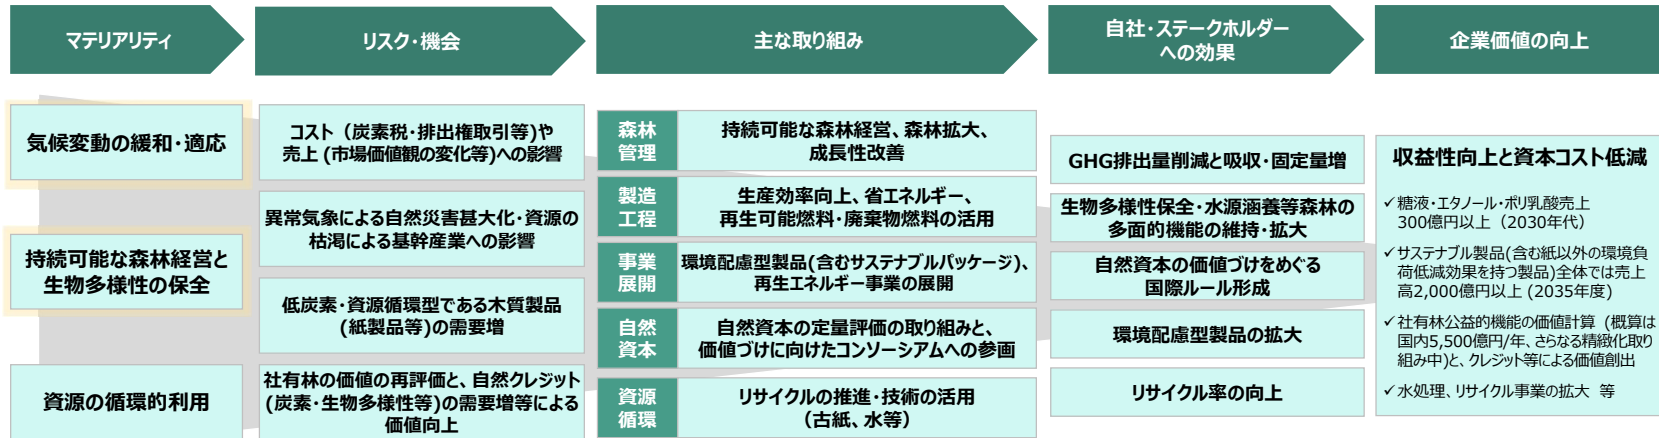 マテリアリティ
リスク・機会
主な取り組み
自社・ステークホルダー
への効果
企業価値の向上
気候変動の緩和・適応
持続可能な森林経営と
生物多様性の保全
資源の循環的利用
コスト（炭素税・排出権取引等)や
売上 (市場価値観の変化等)への影響
異常気象による自然災害甚大化・資源の
枯渇による基幹産業への影響
低炭素・資源循環型である木質製品
(紙製品等)の需要増
社有林の価値の再評価と、自然クレジット
(炭素・生物多様性等)の需要増等による
価値向上
森林
管理
持続可能な森林経営、森林拡大、
成長性改善
製造
工程
生産効率向上、省エネルギー、
再生可能燃料・廃棄物燃料の活用
事業
展開
環境配慮型製品(含むサステナブルパッケージ)、
再生エネルギー事業の展開
自然
資本
自然資本の定量評価の取り組みと、
価値づけに向けたコンソーシアムへの参画
資源
循環
リサイクルの推進・技術の活用
(古紙、水等）
GHG排出量削減と吸収・固定量増
生物多様性保全・水源涵養等森林の
多面的機能の維持・拡大
自然資本の価値づけをめぐる
国際ルール形成
環境配慮型製品の拡大
リサイクル率の向上
収益性向上と資本コスト低減
✓糖液・エタノール・ポリ乳酸売上
300億円以上（2030年代）
✓サステナブル製品(含む紙以外の環境負
荷低減効果を持つ製品)全体では売上
高2,000億円以上 (2035年度)
✓社有林公益的機能の価値計算（概算は
国内5,500億円/年、さらなる精緻化取り
組み中)と、クレジット等による価値創出
✓水処理、リサイクル事業の拡大 等